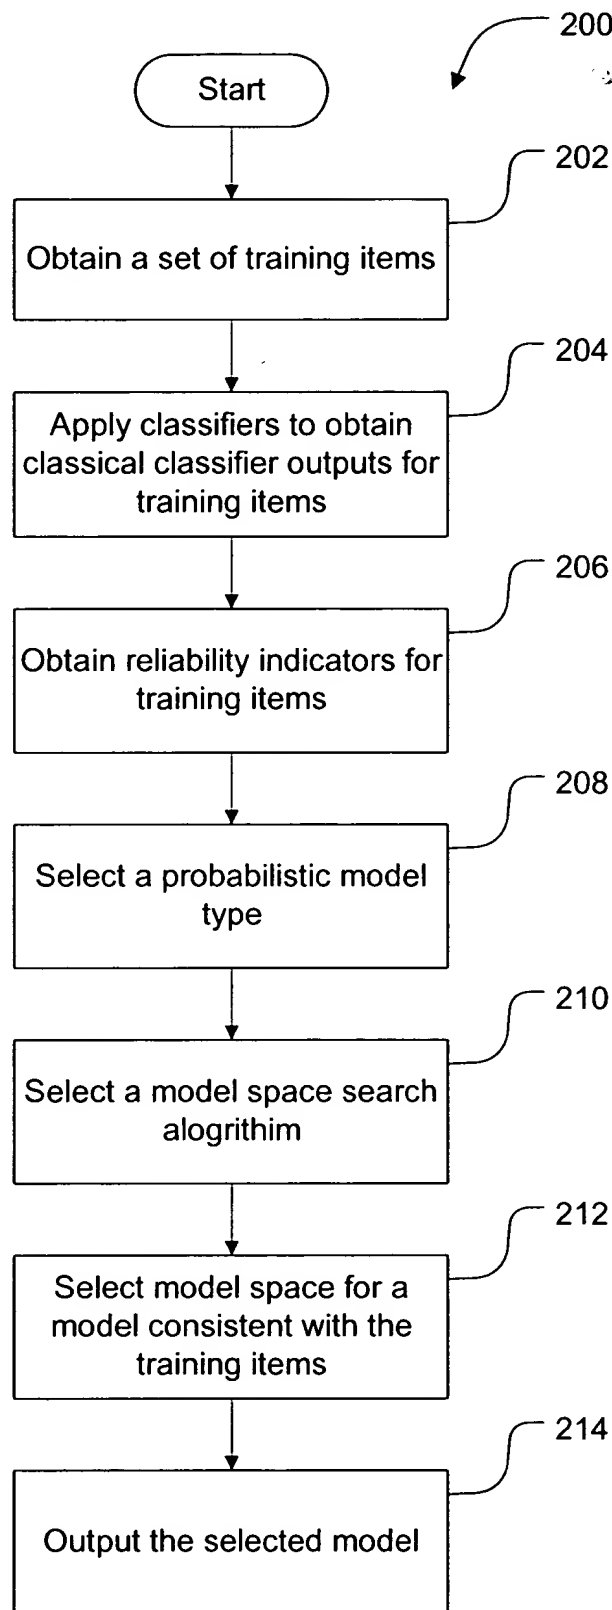 200
Start
202
Obtain a set of training items
204
Apply classifiers to obtain
classical classifier outputs for
training items
206
Obtain reliability indicators for
training items
208
Select a probabilistic model
type
210
Select a model space search
alogrithim
212
Select model space for a
model consistent with the
training items
214
Output the selected model